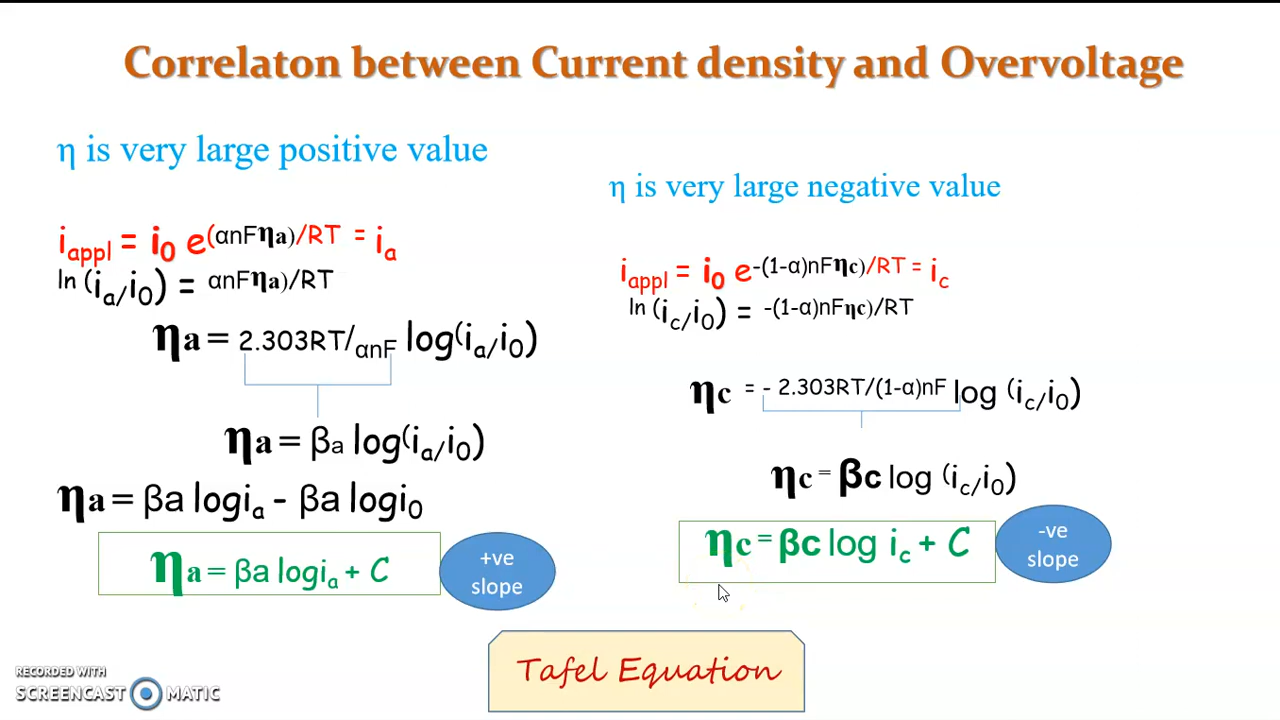 Correlaton between Current density and Overvoltage
η is very large positive value
i_appl = i_0 e^(αnFηa)/RT = i_a
ln (i_a/i_0) = αnFηa)/RT
ηa = 2.303RT/αnF log(i_a/i_0)
ηa = βa log(i_a/i_0)
ηa = βa logi_a - βa logi_0
ηa = βa logi_a + C
+ve
slope
η is very large negative value
i_appl = i_0 e^-(1-α)nFηc)/RT = i_c
ln (i_c/i_0) = -(1-α)nFηc)/RT
ηc = - 2.303RT/(1-α)nF log (i_c/i_0)
ηc = βc log (i_c/i_0)
ηc = βc log i_c + C
-ve
slope
Tafel Equation
RECORDED WITH
SCREENCAST MATIC